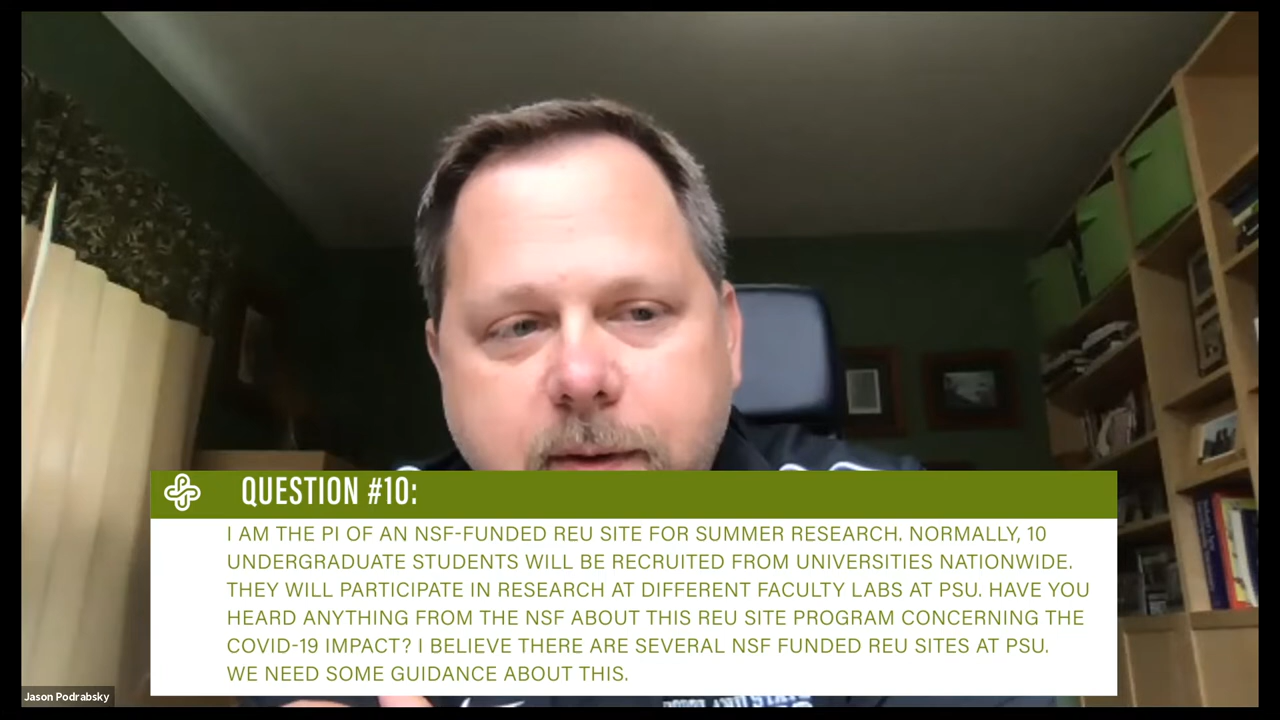 QUESTION #10:
I AM THE PI OF AN NSF-FUNDED REU SITE FOR SUMMER RESEARCH. NORMALLY, 10
UNDERGRADUATE STUDENTS WILL BE RECRUITED FROM UNIVERSITIES NATIONWIDE.
THEY WILL PARTICIPATE IN RESEARCH AT DIFFERENT FACULTY LABS AT PSU. HAVE YOU
HEARD ANYTHING FROM THE NSF ABOUT THIS REU SITE PROGRAM CONCERNING THE
COVID-19 IMPACT? I BELIEVE THERE ARE SEVERAL NSF FUNDED REU SITES AT PSU.
WE NEED SOME GUIDANCE ABOUT THIS.
Jason Podrabsky